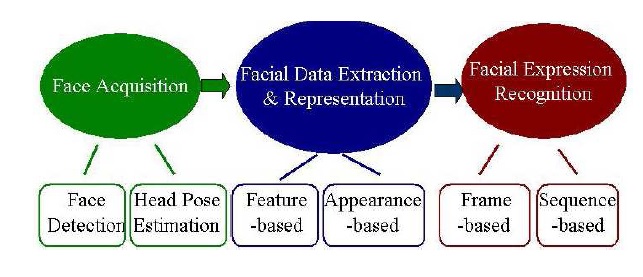 Face Acquisition
Facial Data Extraction
& Representation
Facial Expression
Recognition
Face
Detection
Head Pose
Estimation
Feature
-based
Appearance
-based
Frame
-based
Sequence
-based